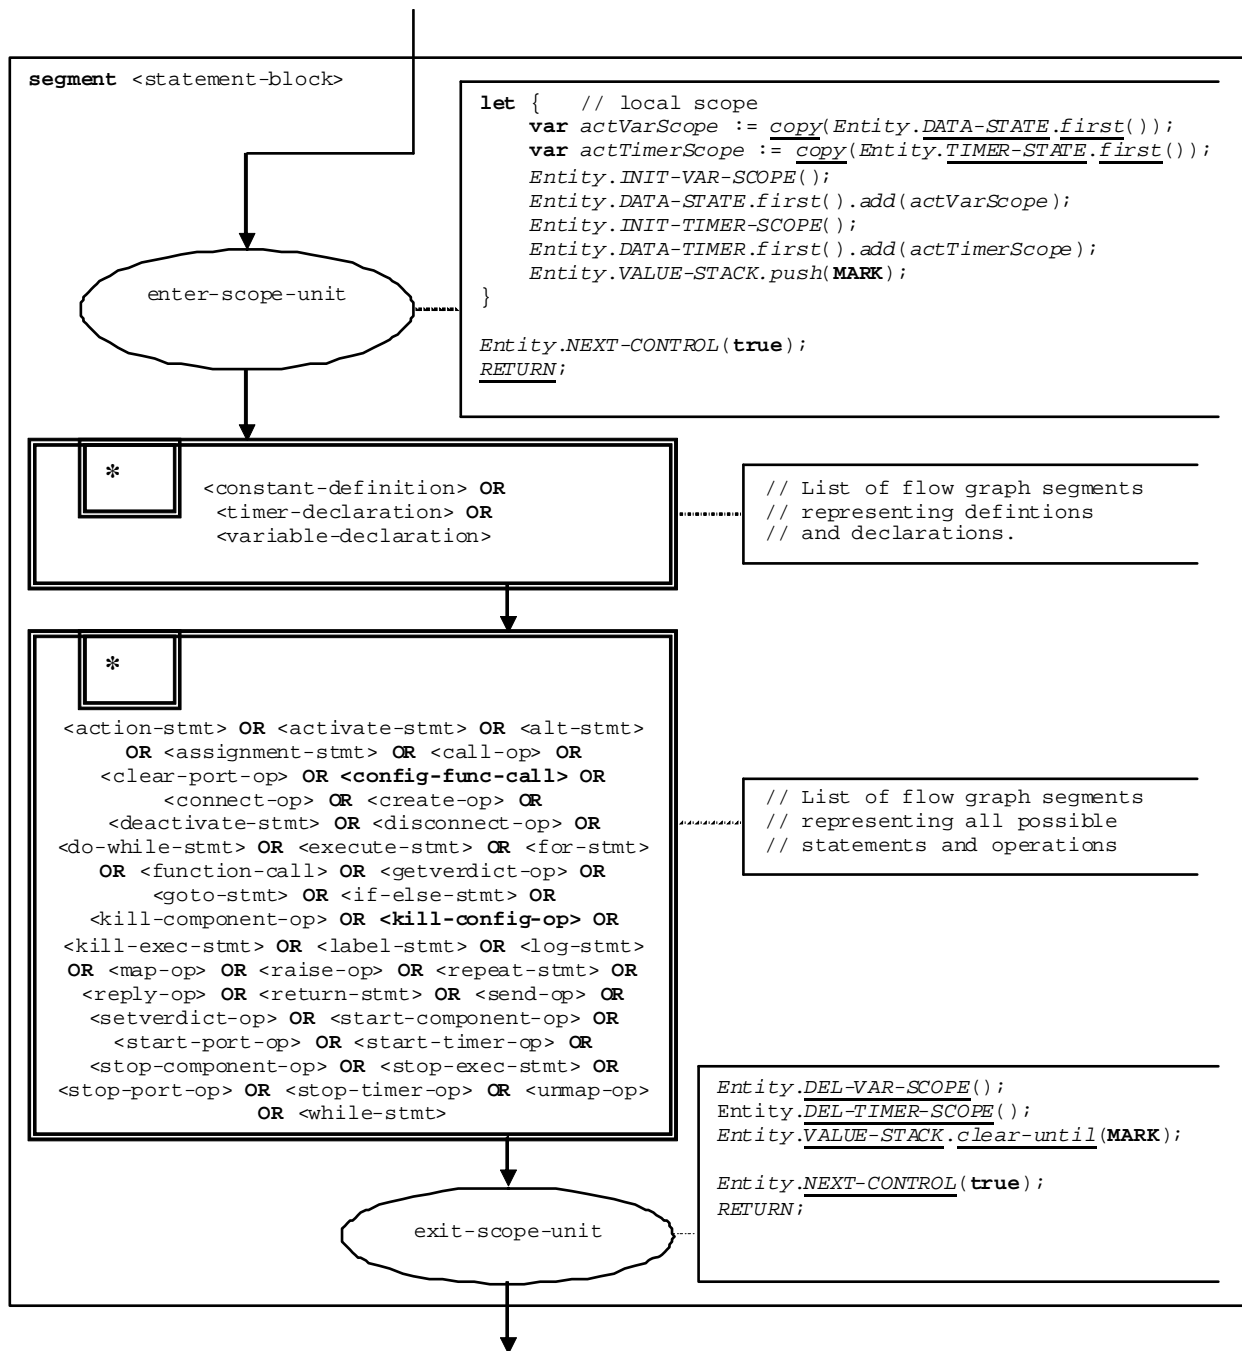 segment <statement-block>
let {   // local scope
var actVarScope := copy(Entity.DATA-STATE.first());
var actTimerScope := copy(Entity.TIMER-STATE.first());
Entity.INIT-VAR-SCOPE();
Entity.DATA-STATE.first().add(actVarScope);
Entity.INIT-TIMER-SCOPE();
Entity.DATA-TIMER.first().add(actTimerScope);
Entity.VALUE-STACK.push(MARK);
}
Entity.NEXT-CONTROL(true);
RETURN;
enter-scope-unit
*
<constant-definition> OR
<timer-declaration> OR
<variable-declaration>
// List of flow graph segments
// representing defintions
// and declarations.
*
<action-stmt> OR <activate-stmt> OR <alt-stmt>
OR <assignment-stmt> OR <call-op> OR
<clear-port-op> OR <config-func-call> OR
<connect-op> OR <create-op> OR
<deactivate-stmt> OR <disconnect-op> OR
<do-while-stmt> OR <execute-stmt> OR <for-stmt>
OR <function-call> OR <getverdict-op> OR
<goto-stmt> OR <if-else-stmt> OR
<kill-component-op> OR <kill-config-op> OR
<kill-exec-stmt> OR <label-stmt> OR <log-stmt>
OR <map-op> OR <raise-op> OR <repeat-stmt> OR
<reply-op> OR <return-stmt> OR <send-op> OR
<setverdict-op> OR <start-component-op> OR
<start-port-op> OR <start-timer-op> OR
<stop-component-op> OR <stop-exec-stmt> OR
<stop-port-op> OR <stop-timer-op> OR <unmap-op>
OR <while-stmt>
// List of flow graph segments
// representing all possible
// statements and operations
Entity.DEL-VAR-SCOPE();
Entity.DEL-TIMER-SCOPE();
Entity.VALUE-STACK.clear-until(MARK);
Entity.NEXT-CONTROL(true);
RETURN;
exit-scope-unit